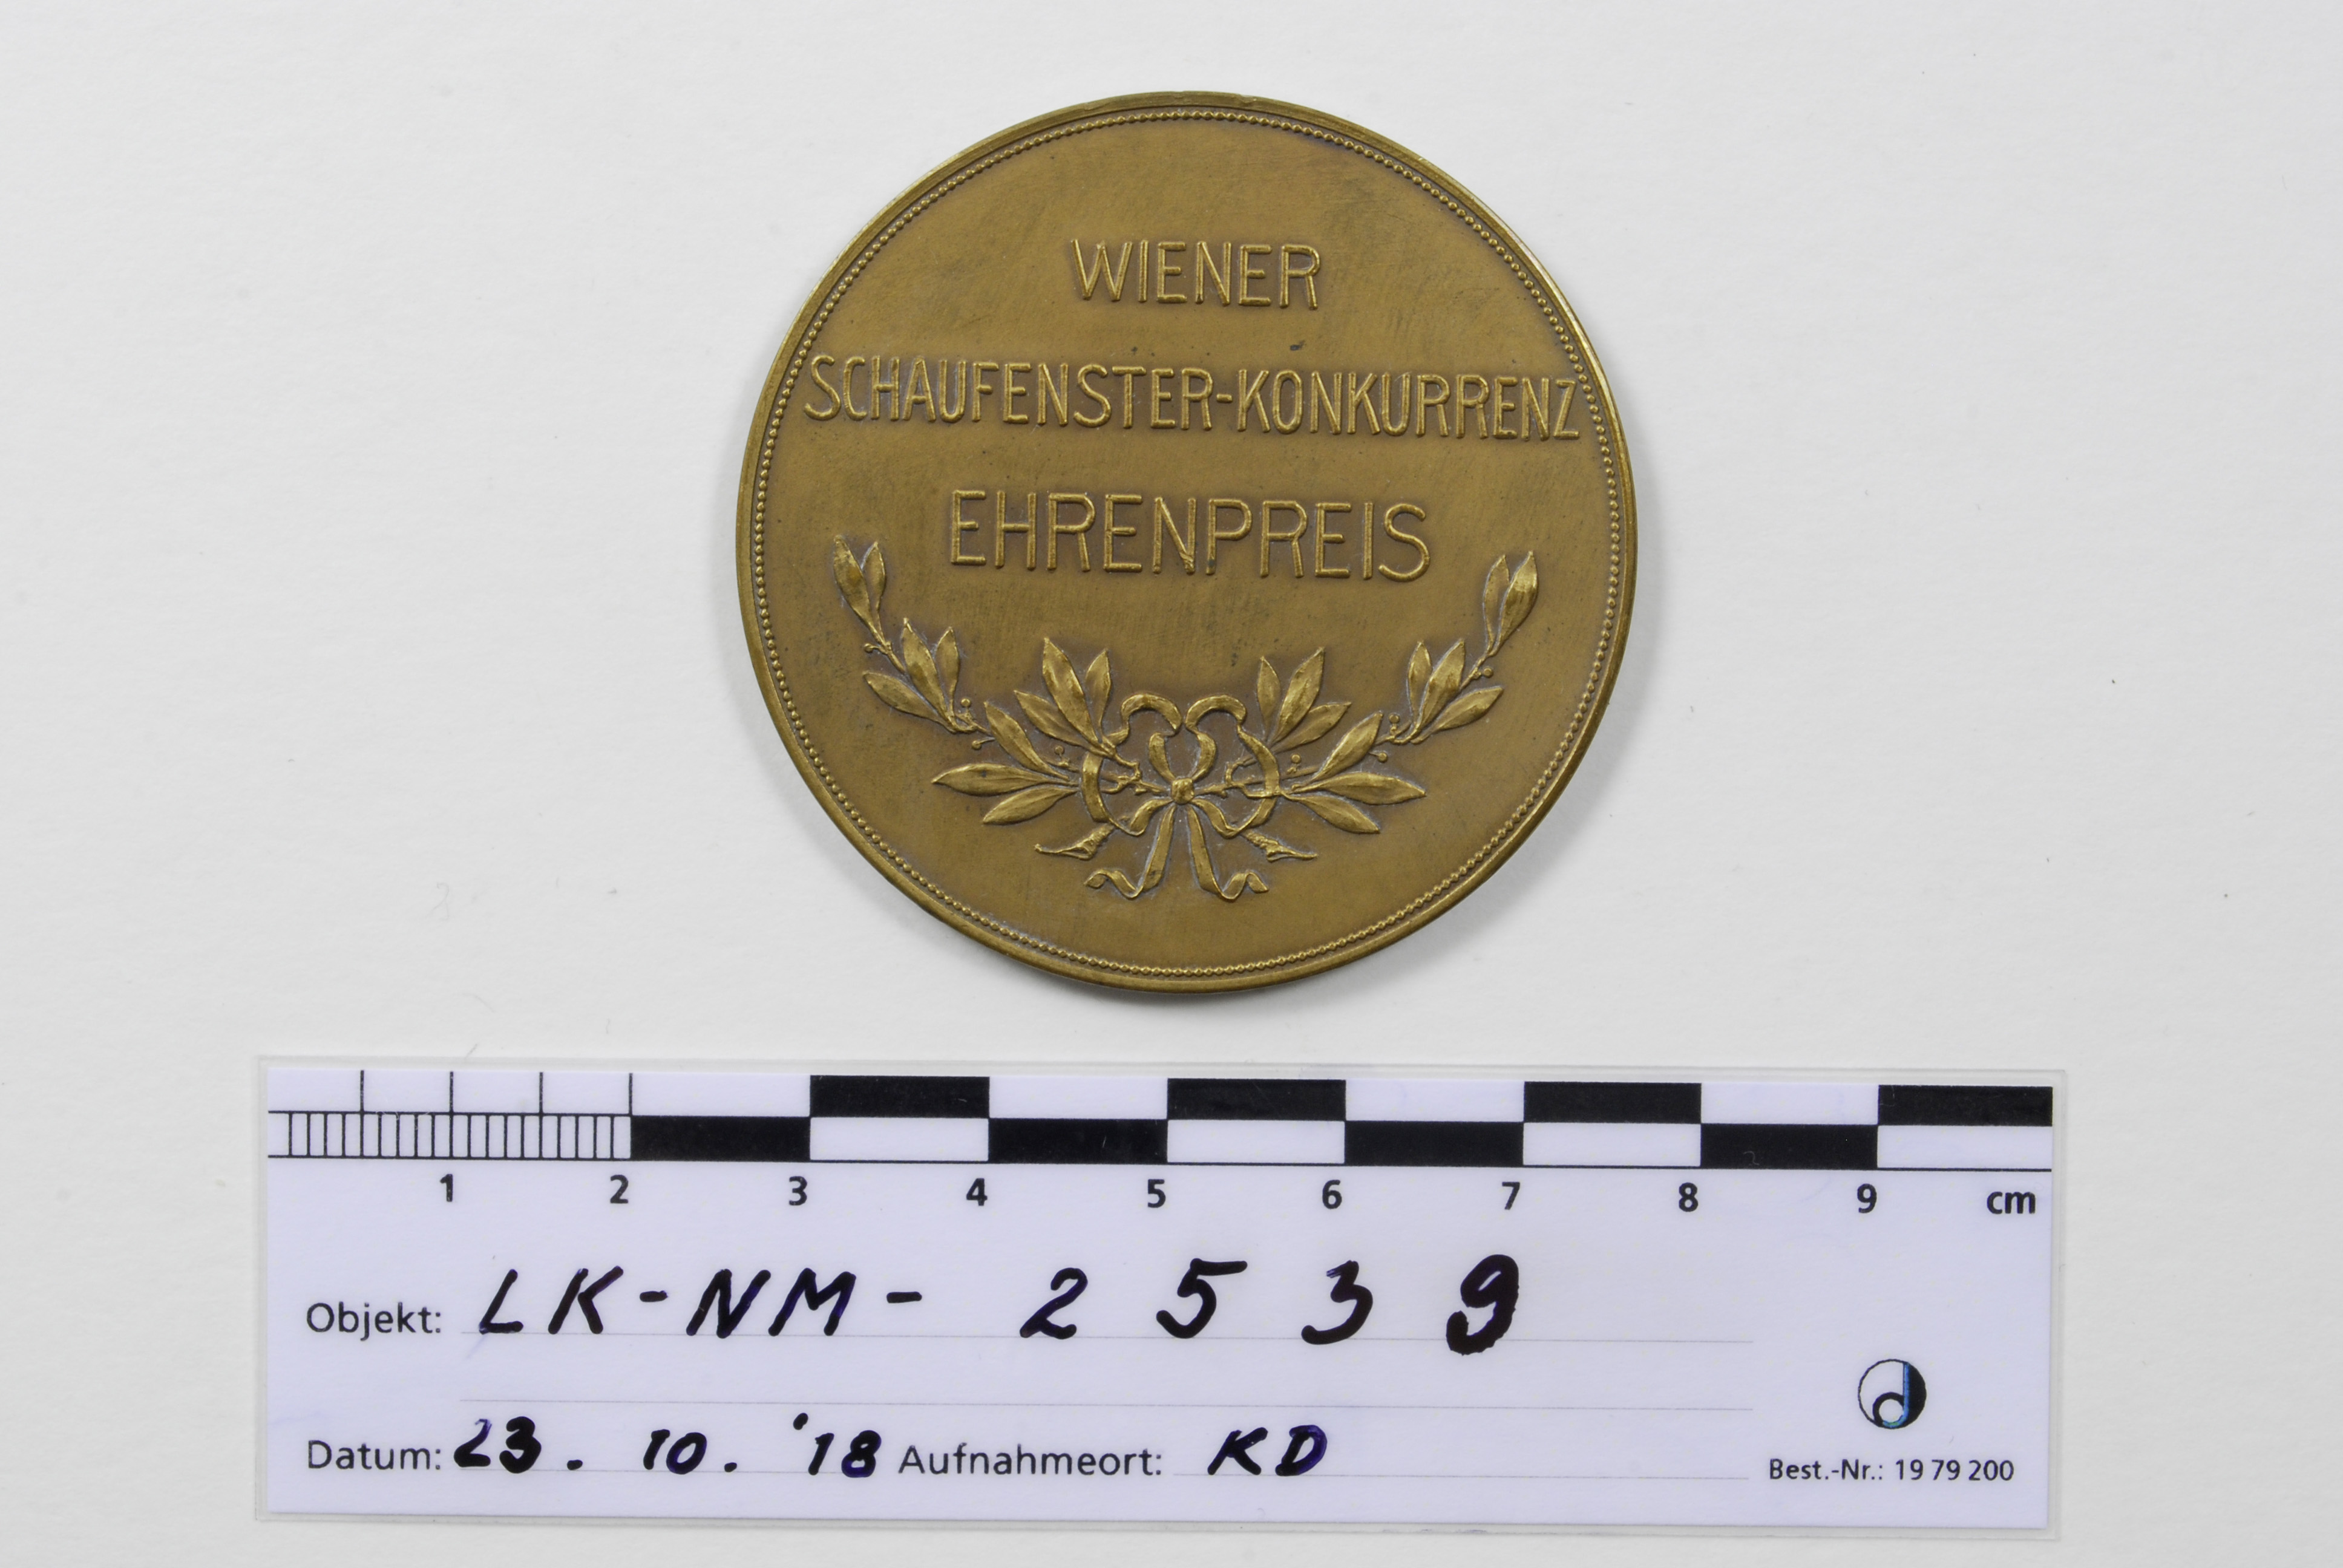 WIENER
SCHAUFENSTER-KONKURRENZ
EHRENPREIS
1 2 3 4 5 6 7 8 9 cm
Objekt: LK-NM- 2539
Datum: 23. 10. '18 Aufnahmeort: KD
Best.-Nr.: 19 79 200